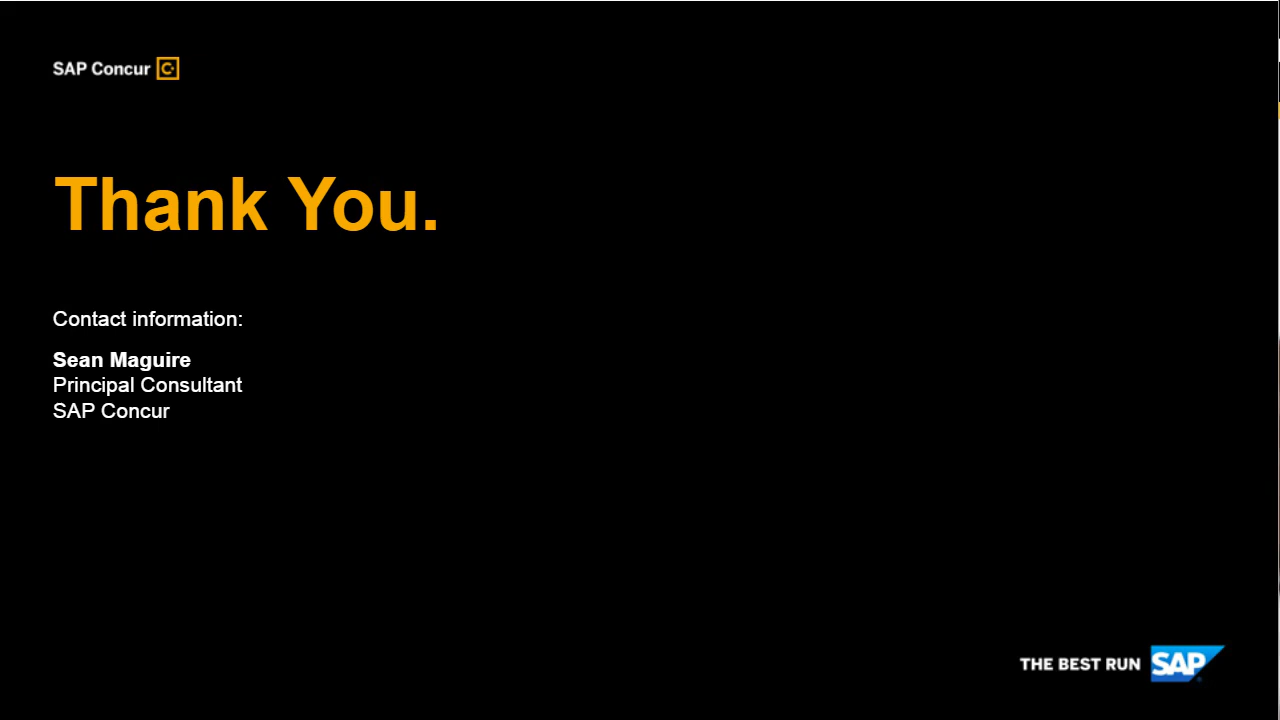 SAP Concur
Thank You.
Contact information:
Sean Maguire
Principal Consultant
SAP Concur
THE BEST RUN SAP